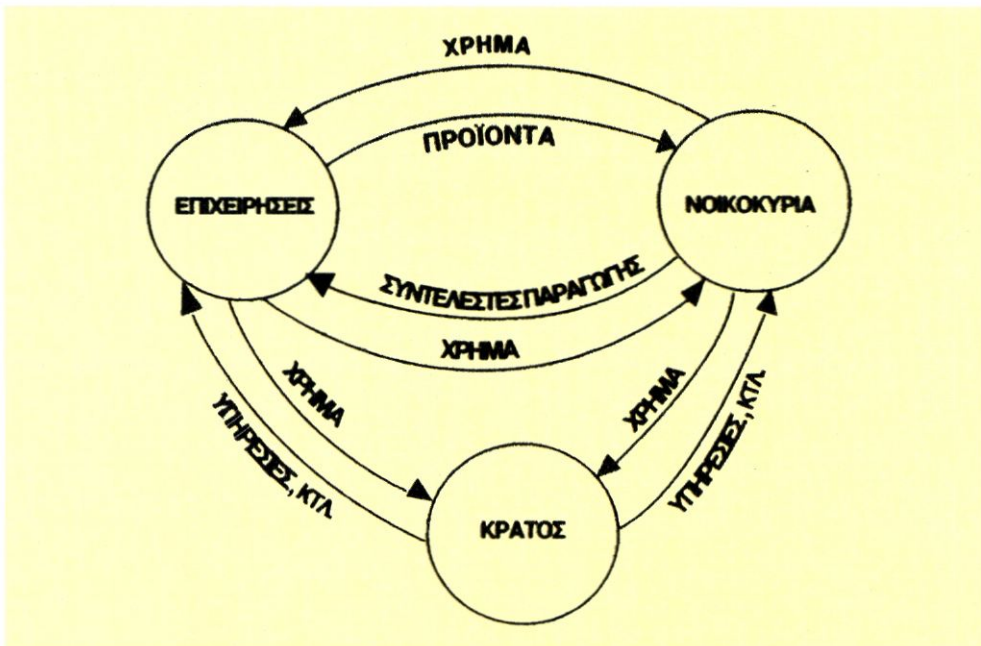 ΧΡΗΜΑ
ΠΡΟΪΟΝΤΑ
ΕΠΙΧΕΙΡΗΣΕΙΣ
ΝΟΙΚΟΚΥΡΙΑ
ΣΥΝΤΕΛΕΣΤΕΣ ΠΑΡΑΓΩΓΗΣ
ΧΡΗΜΑ
ΧΡΗΜΑ
ΥΠΗΡΕΣΙΕΣ, ΚΤΛ.
ΧΡΗΜΑ
ΥΠΗΡΕΣΙΕΣ, ΚΤΛ.
ΚΡΑΤΟΣ